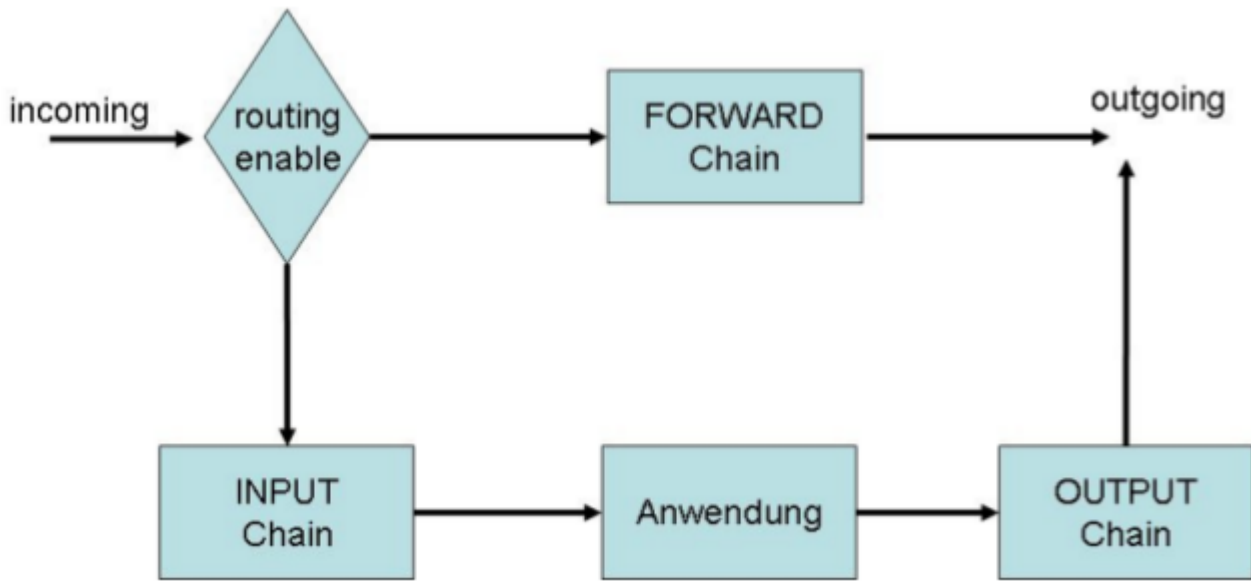 incoming
routing
enable
FORWARD
Chain
outgoing
INPUT
Chain
Anwendung
OUTPUT
Chain